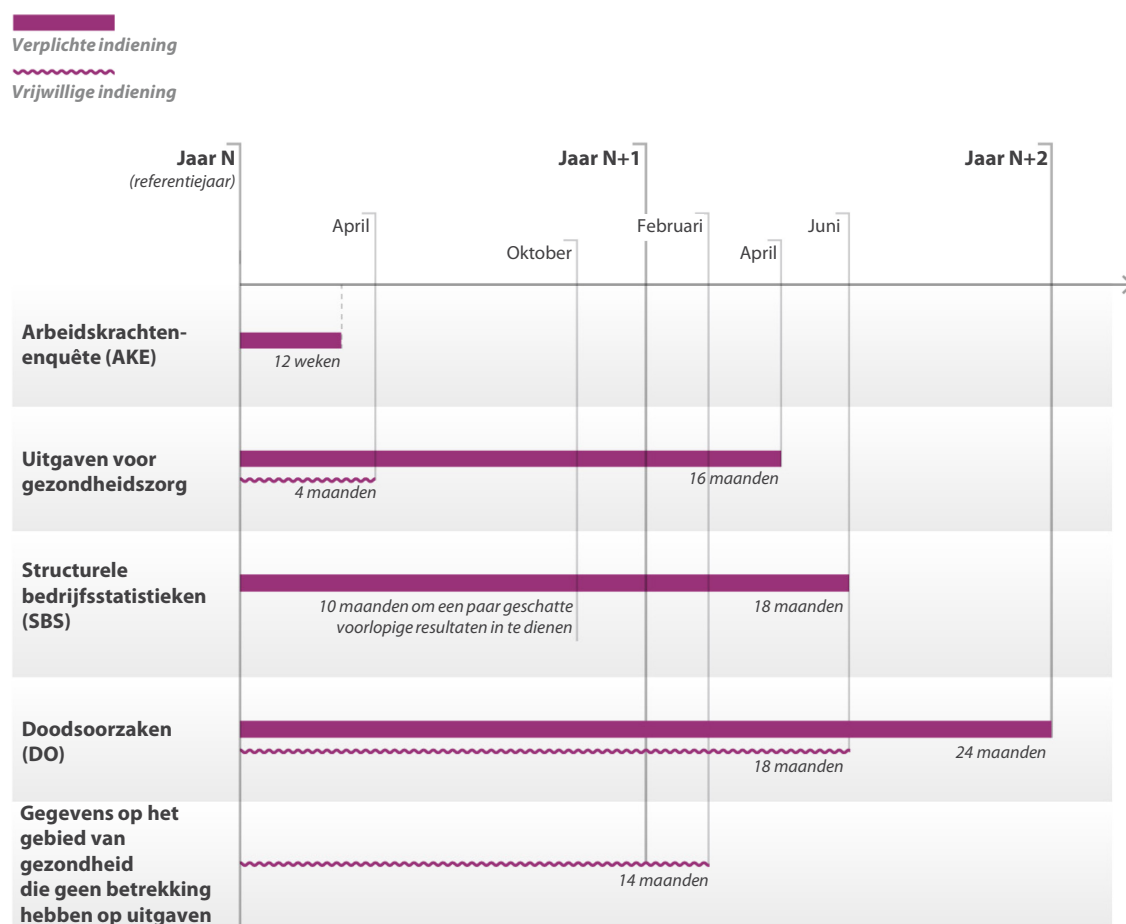 Verplichte indiening
Vrijwillige indiening
Jaar N
(referentiejaar)
Jaar N+1
Jaar N+2
April
Oktober
Februari
April
Juni
Arbeidskrachten-
enquête (AKE)
12 weken
Uitgaven voor
gezondheidszorg
4 maanden
16 maanden
Structurele
bedrijfsstatistieken
(SBS)
10 maanden om een paar geschatte
voorlopige resultaten in te dienen
18 maanden
Doodsoorzaken
(DO)
18 maanden
24 maanden
Gegevens op het
gebied van
gezondheid
die geen betrekking
hebben op uitgaven
14 maanden